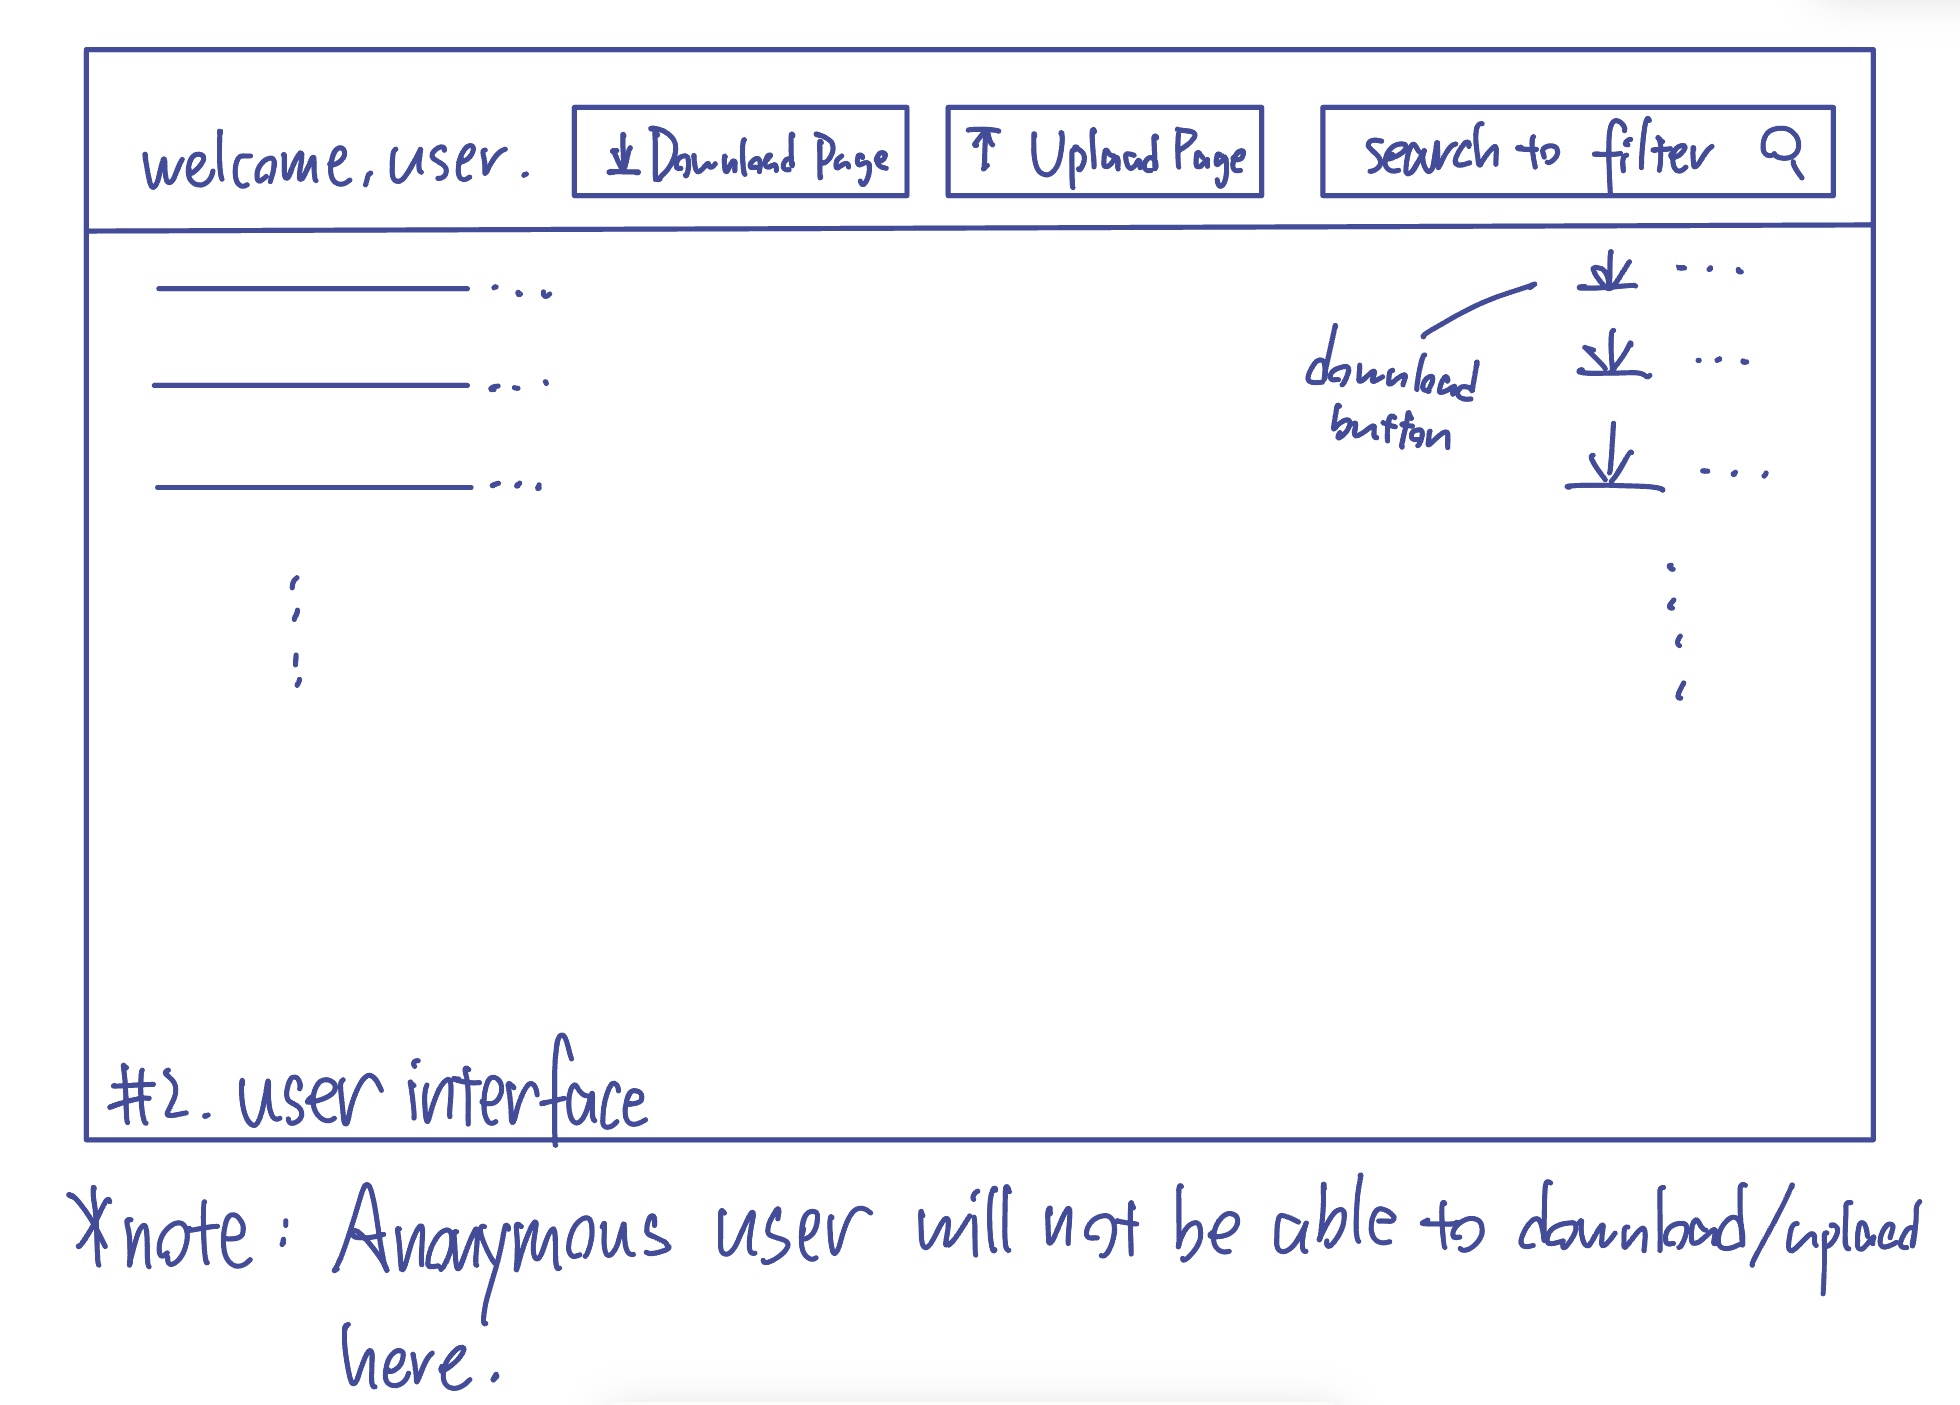 welcome, user.
Download Page
Upload Page
search to filter
download
button
#2. user interface
*note: Anonymous user will not be able to download/upload
here.